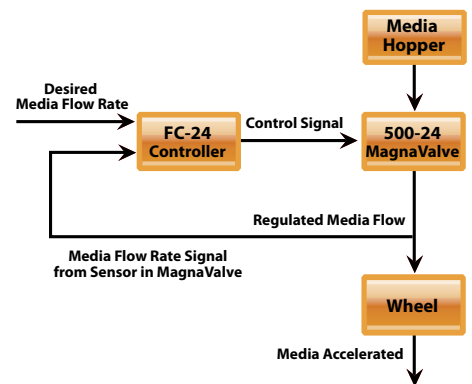 Media
Hopper
Desired
Media Flow Rate
FC-24
Controller
Control Signal
500-24
MagnaValve
Regulated Media Flow
Media Flow Rate Signal
from Sensor in MagnaValve
Wheel
Media Accelerated